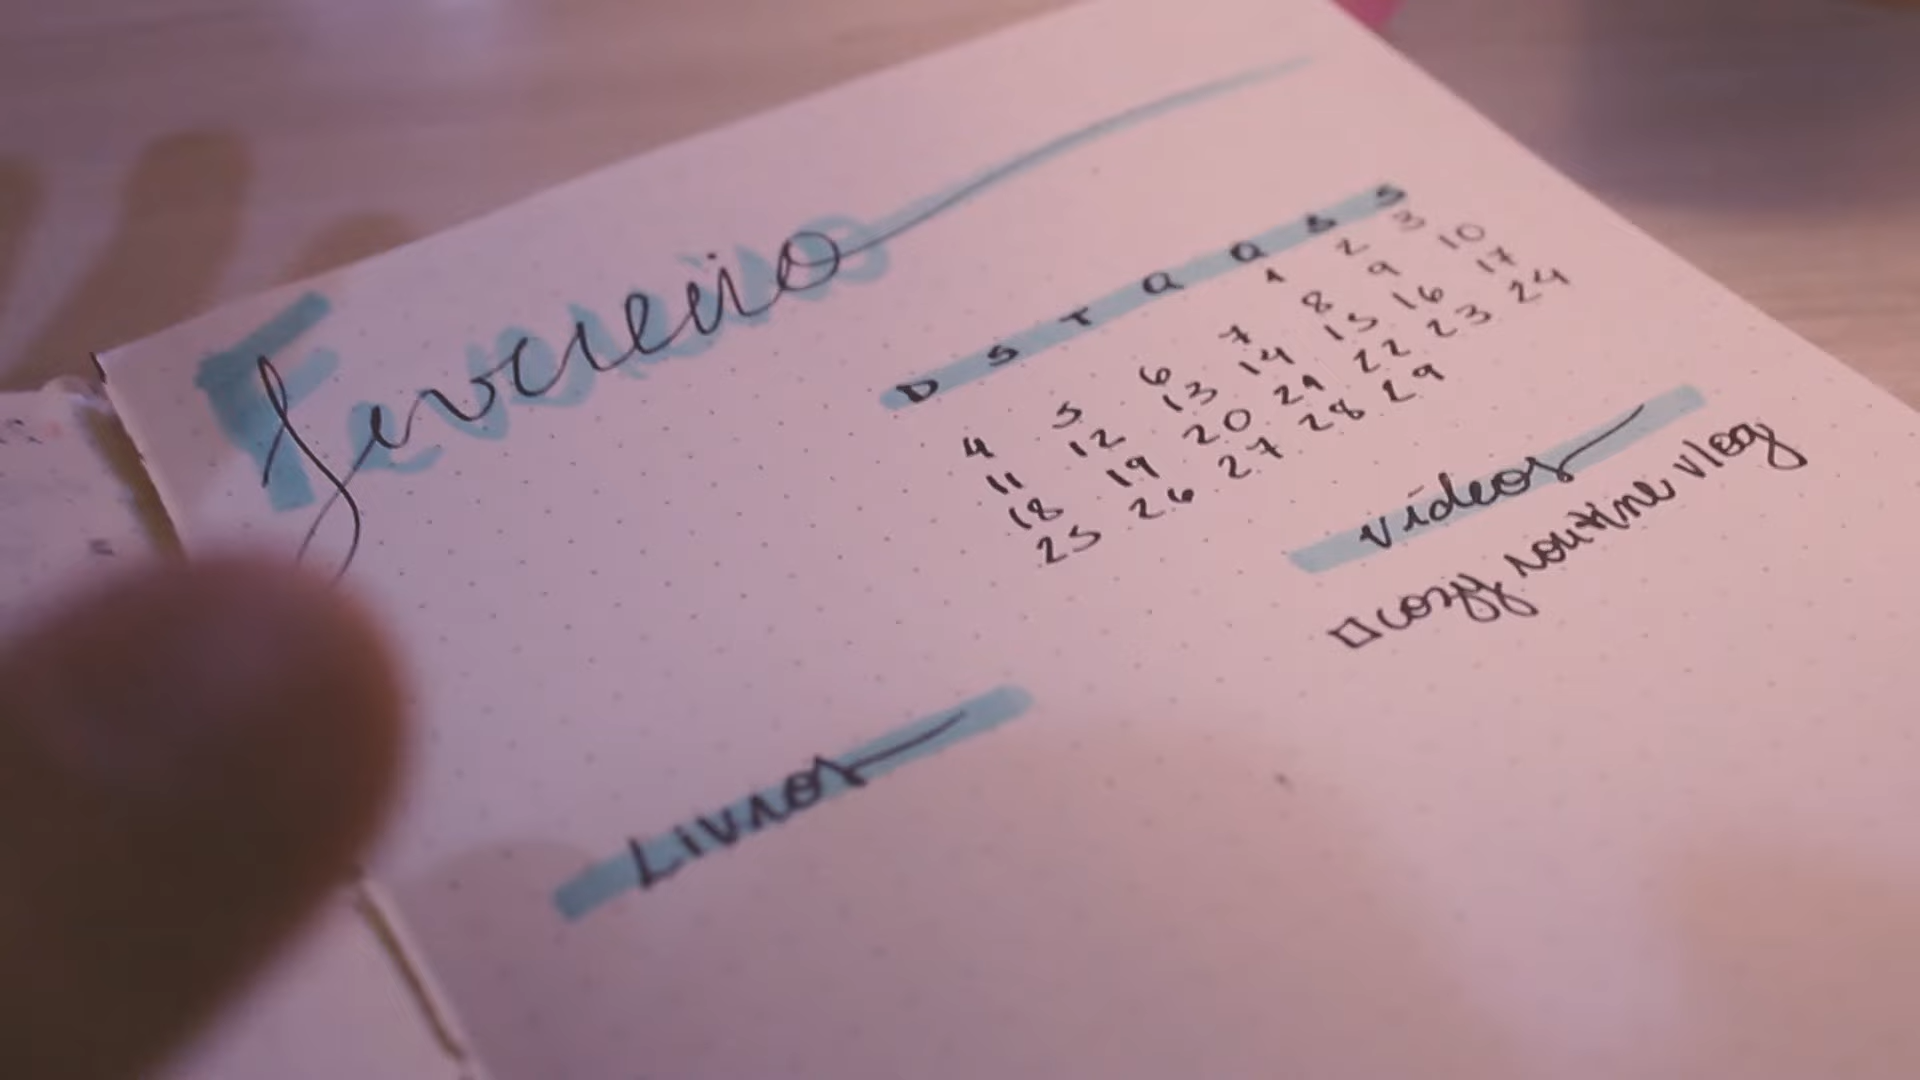 Fevereiro
D S T Q Q S S
1 2 3
4 5 6 7 8 9 10
11 12 13 14 15 16 17
18 19 20 21 22 23 24
25 26 27 28 29
vídeos
cozy routine vlog
Livros